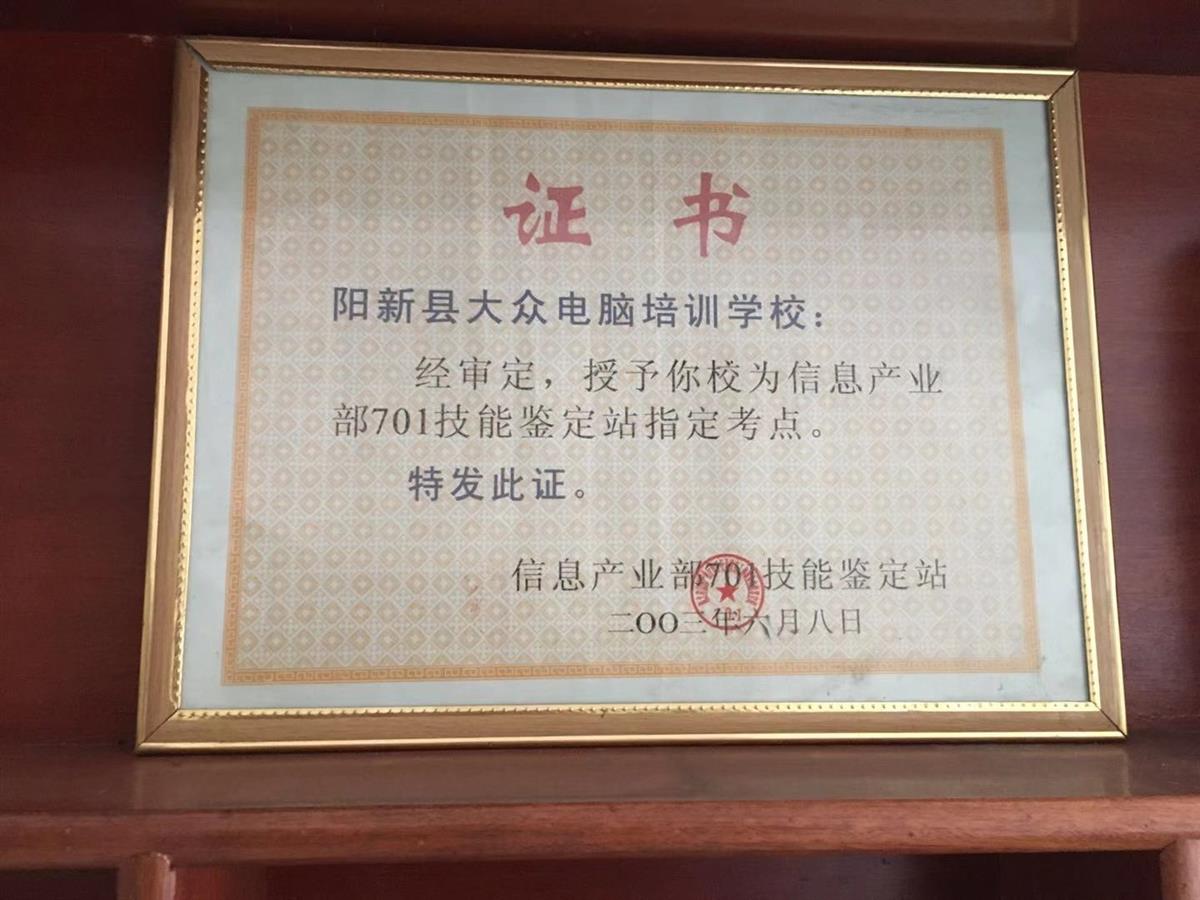 证 书
阳新县大众电脑培训学校：
经审定，授予你校为信息产业
部701技能鉴定站指定考点。
特发此证。
信息产业部701技能鉴定站
二OO三年六月八日